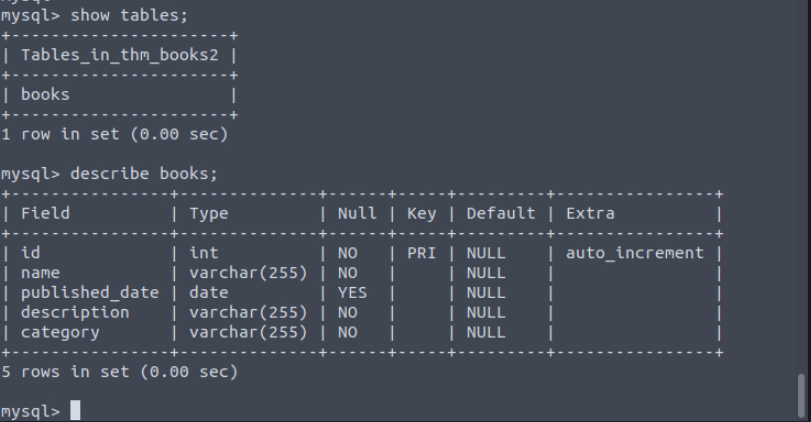 mysql> show tables;
+----------------------+
| Tables_in_thm_books2 |
+----------------------+
| books                |
+----------------------+
1 row in set (0.00 sec)
mysql> describe books;
+----------------+--------------+------+-----+---------+----------------+
| Field          | Type         | Null | Key | Default | Extra          |
+----------------+--------------+------+-----+---------+----------------+
| id             | int          | NO   | PRI | NULL    | auto_increment |
| name           | varchar(255) | NO   |     | NULL    |                |
| published_date | date         | YES  |     | NULL    |                |
| description    | varchar(255) | NO   |     | NULL    |                |
| category       | varchar(255) | NO   |     | NULL    |                |
+----------------+--------------+------+-----+---------+----------------+
5 rows in set (0.00 sec)
mysql>